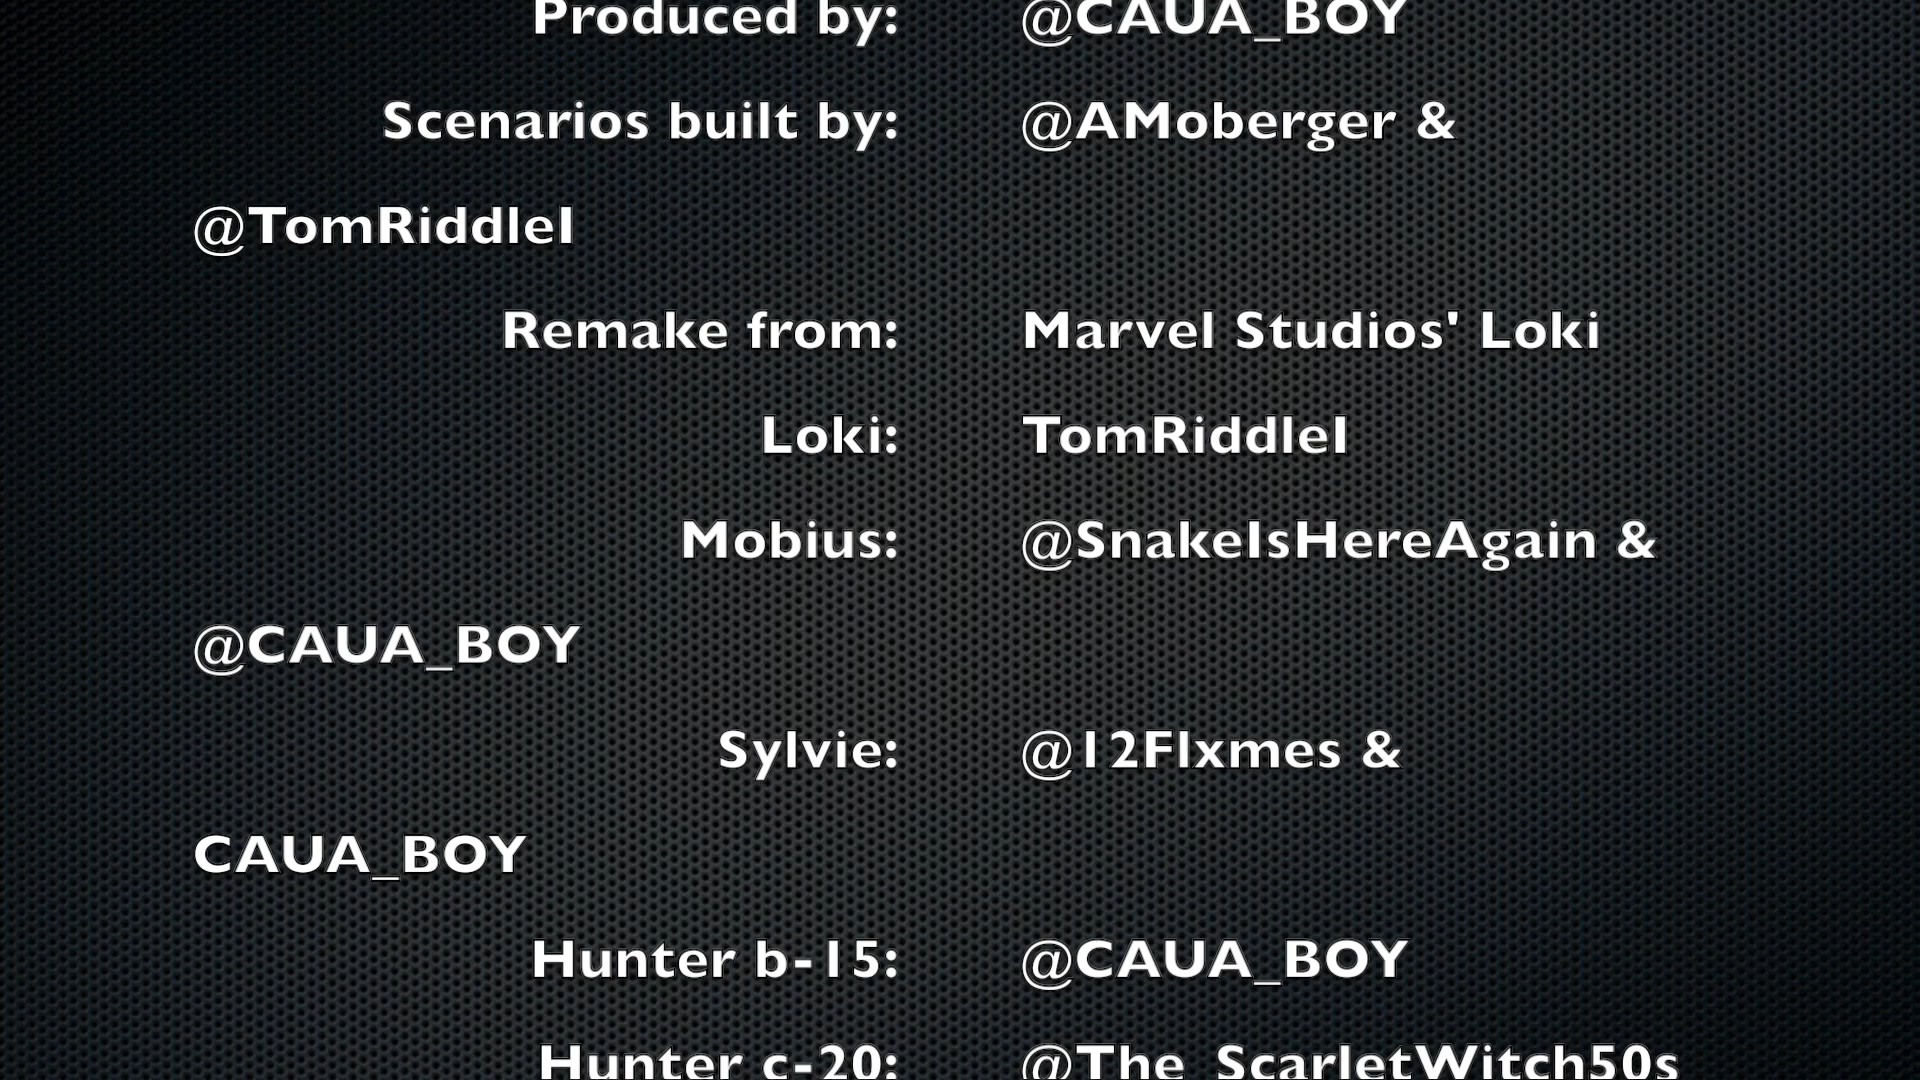 Produced by: @CAUA_BOY
Scenarios built by: @AMoberger &
@TomRiddleI
Remake from: Marvel Studios' Loki
Loki: TomRiddleI
Mobius: @SnakeIsHereAgain &
@CAUA_BOY
Sylvie: @12Flxmes &
CAUA_BOY
Hunter b-15: @CAUA_BOY
Hunter c-20: @The_ScarletWitch50s